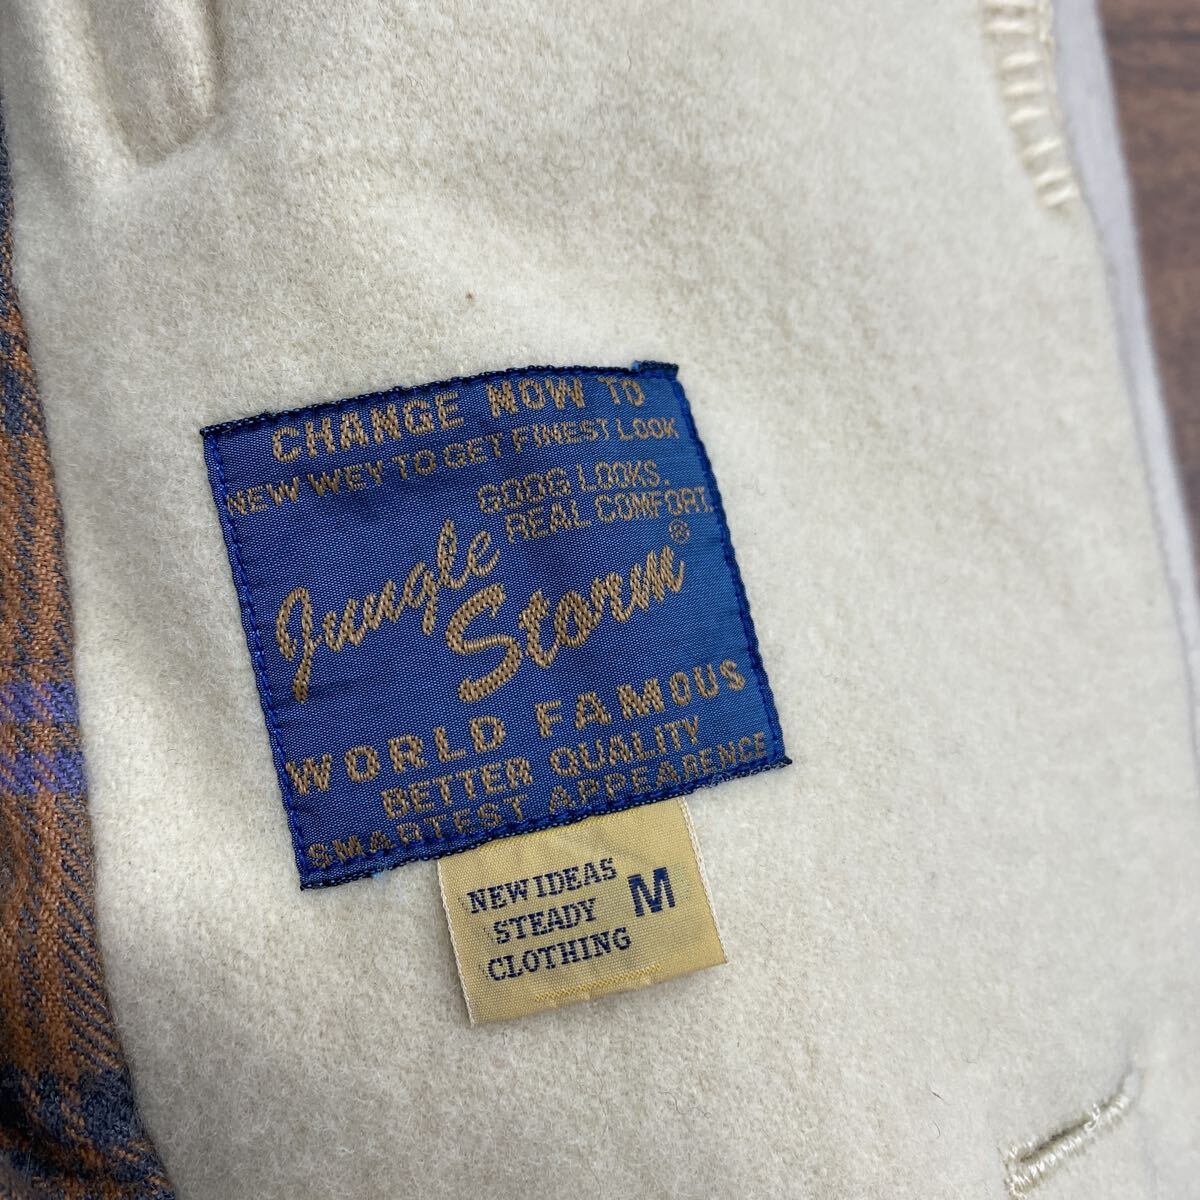 CHANGE NOW TO
NEW WEY TO GET FINEST LOOK
GOOG LOOKS.
REAL COMFORT.
Jungle
Storm®
WORLD FAMOUS
BETTER QUALITY
SMARTEST APPEARENCE
NEW IDEAS
STEADY
CLOTHING
M